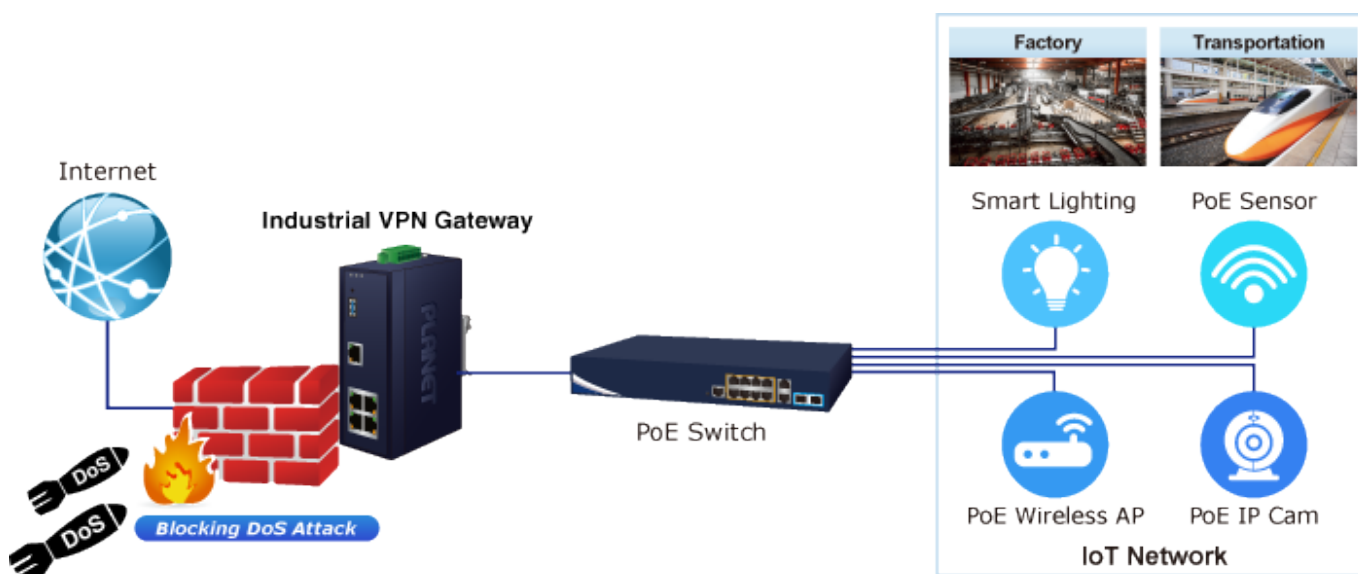 Factory
Transportation
Internet
Industrial VPN Gateway
Smart Lighting
PoE Sensor
PLANET
PoE Switch
DoS
DoS
Blocking DoS Attack
PoE Wireless AP
PoE IP Cam
IoT Network